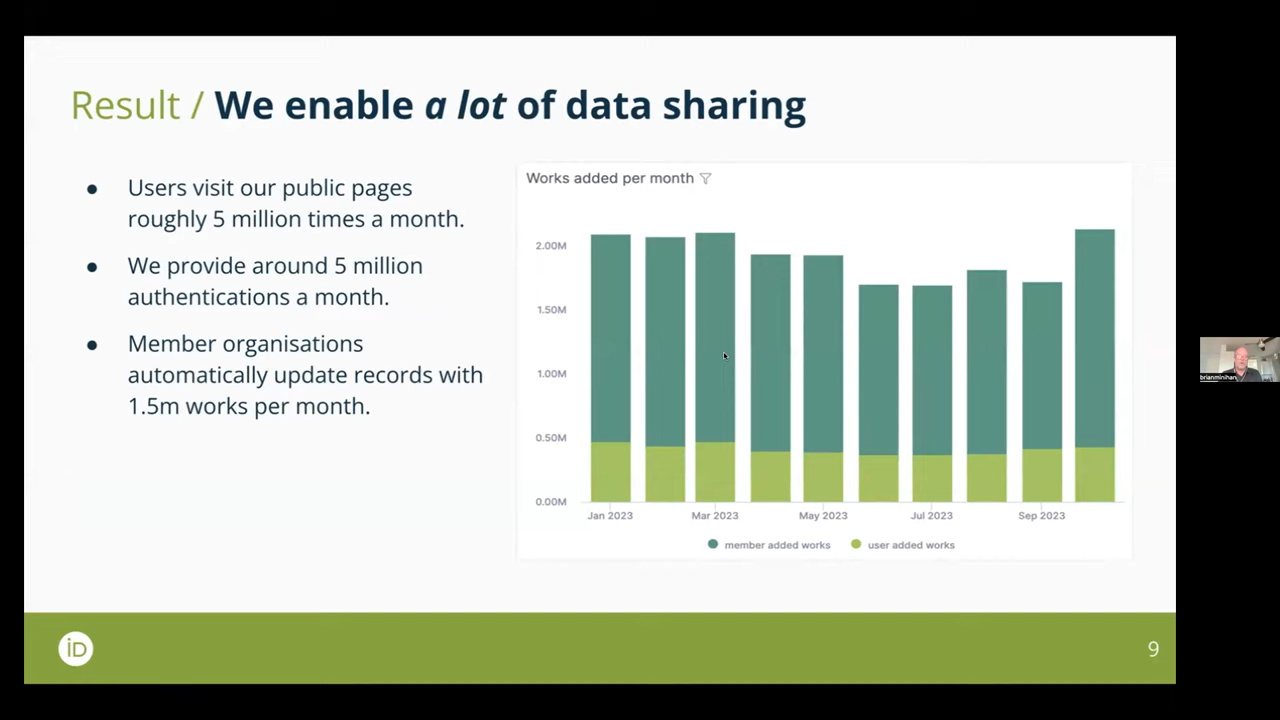 Result / We enable a lot of data sharing
● Users visit our public pages
roughly 5 million times a month.
● We provide around 5 million
authentications a month.
● Member organisations
automatically update records with
1.5m works per month.
Works added per month
2.00M
1.50M
1.00M
0.50M
0.00M
Jan 2023 Mar 2023 May 2023 Jul 2023 Sep 2023
member added works user added works
brianminihan
iD
9